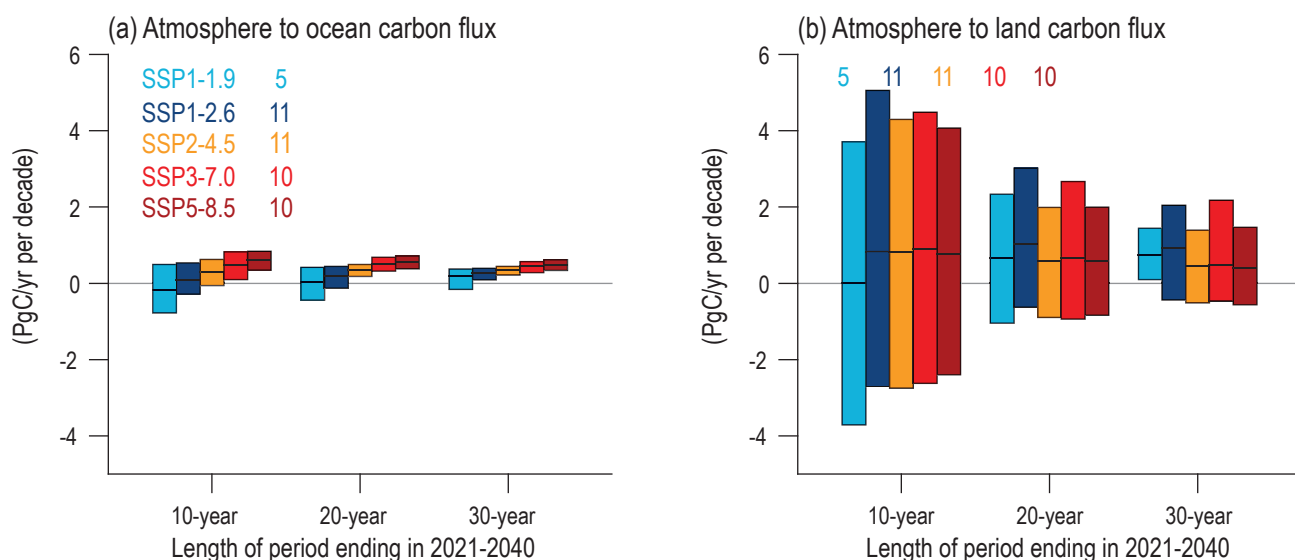 (a) Atmosphere to ocean carbon flux
6
4
2
0
-2
-4
(PgC/yr per decade)
SSP1-1.9 5
SSP1-2.6 11
SSP2-4.5 11
SSP3-7.0 10
SSP5-8.5 10
10-year 20-year 30-year
Length of period ending in 2021-2040
(b) Atmosphere to land carbon flux
6
4
2
0
-2
-4
(PgC/yr per decade)
5 11 11 10 10
10-year 20-year 30-year
Length of period ending in 2021-2040